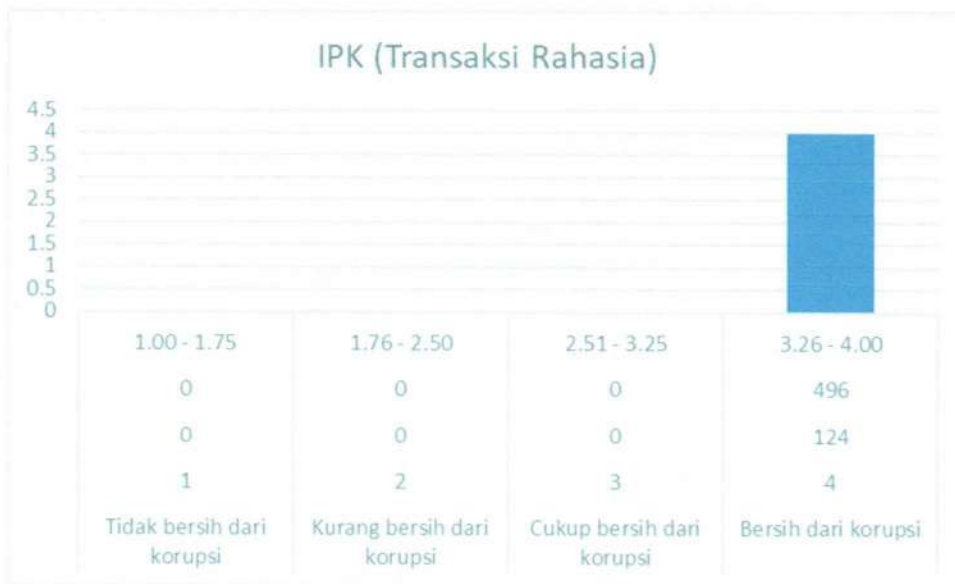 IPK (Transaksi Rahasia)
4.5
4
3.5
3
2.5
2
1.5
1
0.5
0
1.00 - 1.75 1.76 - 2.50 2.51 - 3.25 3.26 - 4.00
0 0 0 496
0 0 0 124
1 2 3 4
Tidak bersih dari Kurang bersih dari Cukup bersih dari Bersih dari korupsi
korupsi korupsi korupsi